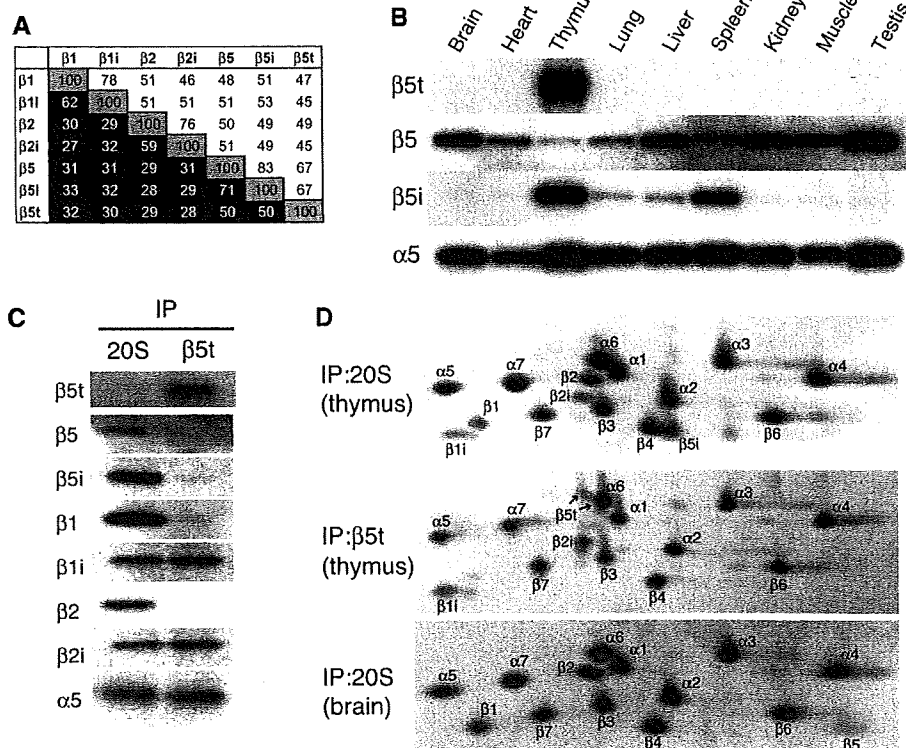 A
β1 β1i β2 β2i β5 β5i β5t
β1 100 78 51 46 48 51 47
β1i 62 100 51 51 51 53 45
β2 30 29 100 76 50 49 49
β2i 27 32 59 100 51 49 45
β5 31 31 29 31 100 83 67
β5i 33 32 28 29 71 100 67
β5t 32 30 29 28 50 50 100
B
Brain Heart Thymus Lung Liver Spleen Kidney Muscle Testis
β5t
β5
β5i
α5
C
IP
20S β5t
β5t
β5
β5i
β1
β1i
β2
β2i
α5
D
IP:20S
(thymus)
α5 α7 α6 α1 α3 α4
β2 α2
β2i
β1 β7 β3 β6
β1i β4 β5i
IP:β5t
(thymus)
α5 α7 α6 α1 α3 α4
β5t
β2i α2
β7 β3 β6
β1i β4
IP:20S
(brain)
α5 α7 α6 α1 α3 α4
β2 α2
β1 β7 β3 β4 β6 β5